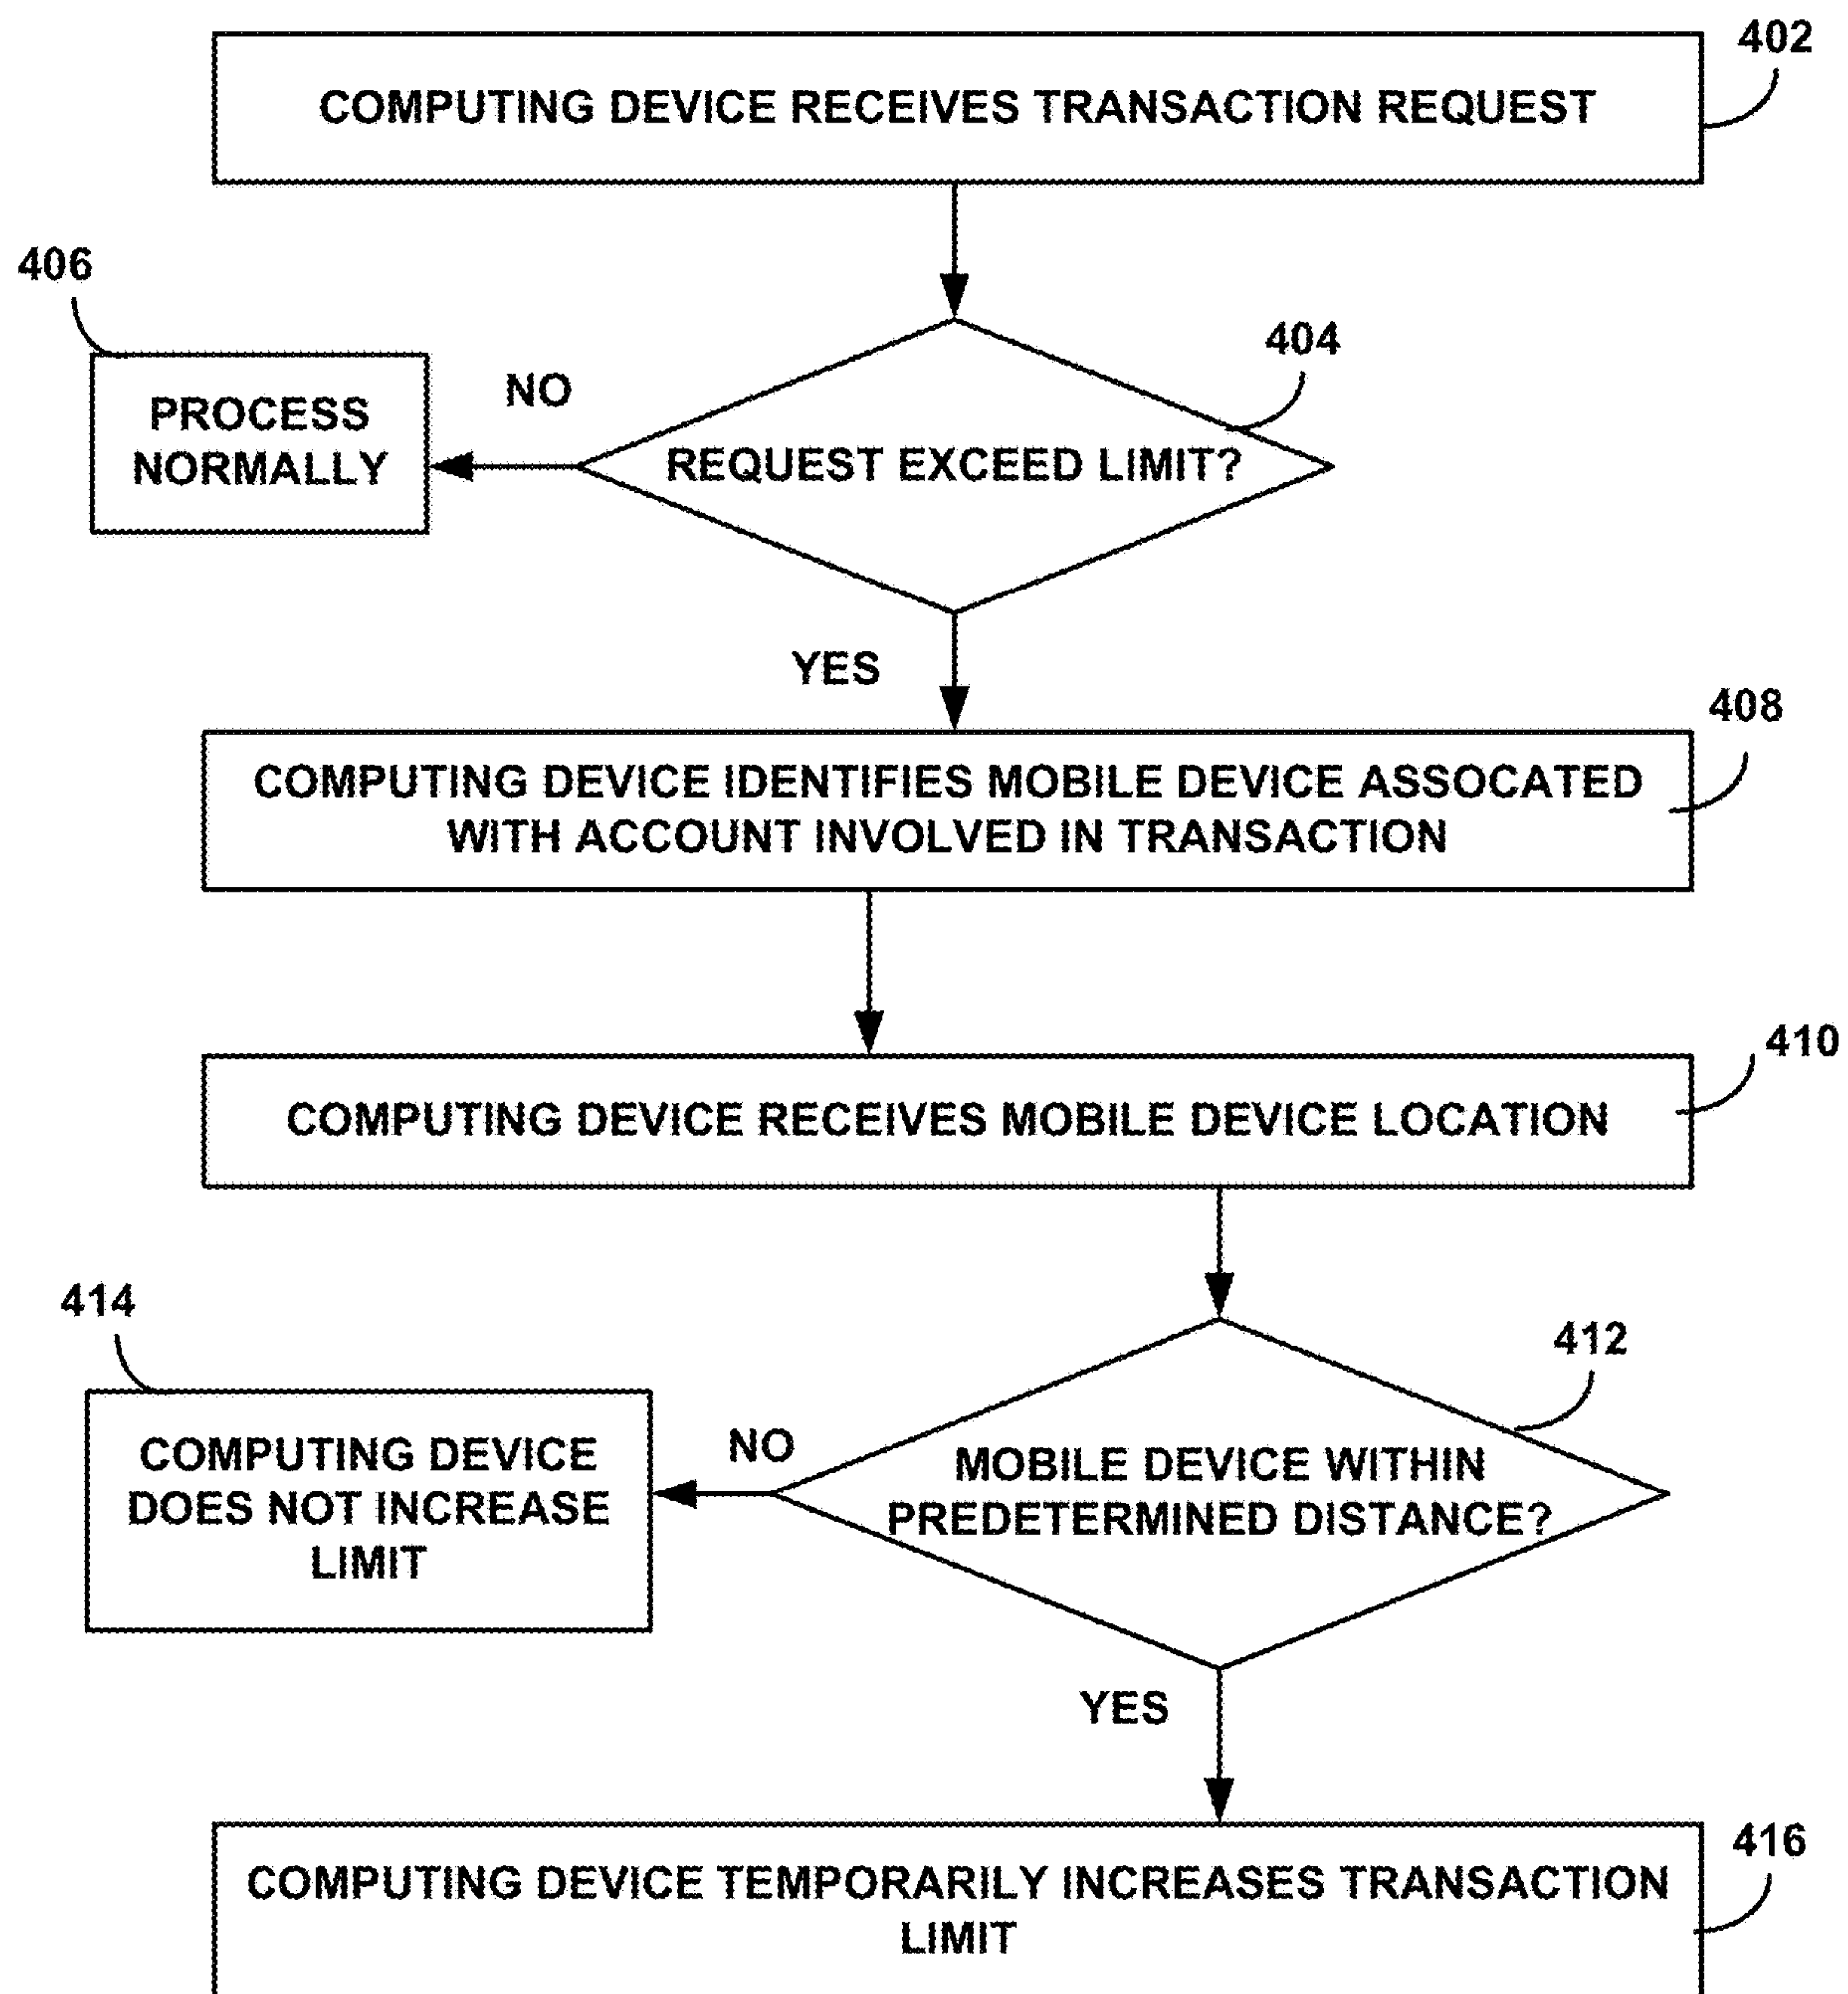 402
COMPUTING DEVICE RECEIVES TRANSACTION REQUEST
406
404
NO
PROCESS
NORMALLY
REQUEST EXCEED LIMIT?
YES
408
COMPUTING DEVICE IDENTIFIES MOBILE DEVICE ASSOCATED
WITH ACCOUNT INVOLVED IN TRANSACTION
410
COMPUTING DEVICE RECEIVES MOBILE DEVICE LOCATION
414
412
NO
COMPUTING DEVICE
DOES NOT INCREASE
LIMIT
MOBILE DEVICE WITHIN
PREDETERMINED DISTANCE?
YES
416
COMPUTING DEVICE TEMPORARILY INCREASES TRANSACTION
LIMIT